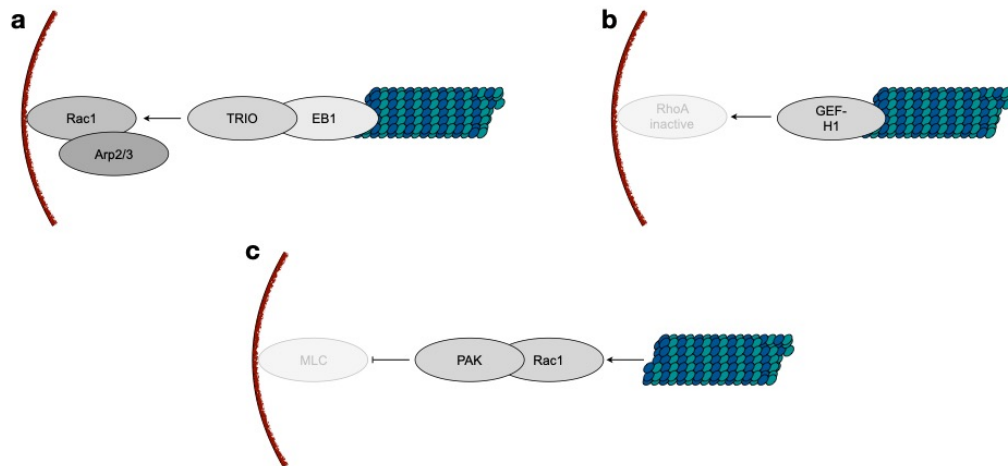 a
Rac1
TRIO
EB1
Arp2/3
b
RhoA
inactive
GEF-
H1
c
MLC
PAK
Rac1